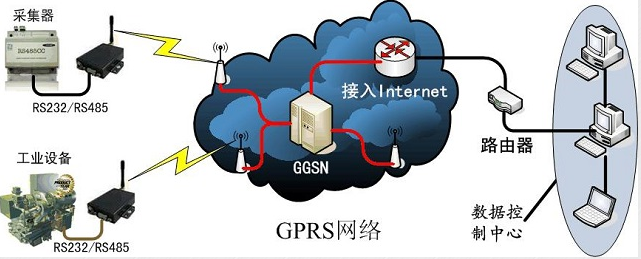 采集器
RS485CC
RS232/RS485
工业设备
RS232/RS485
GGSN
接入Internet
GPRS网络
路由器
数据控
制中心